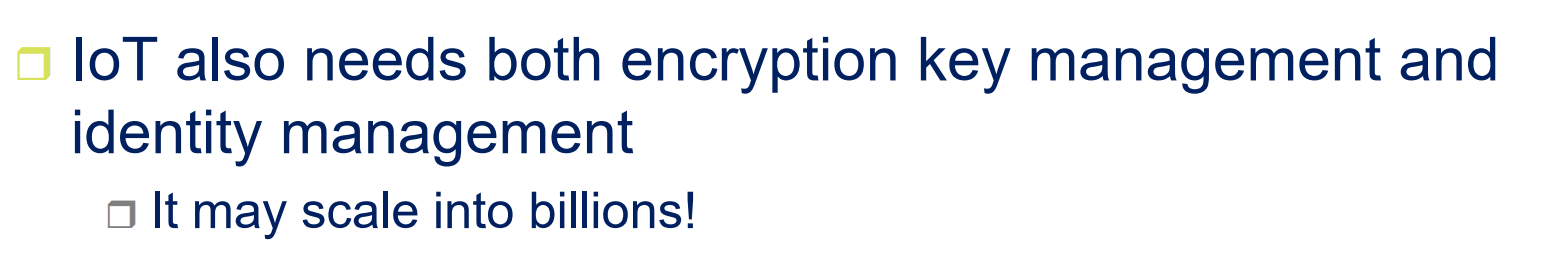 IoT also needs both encryption key management and
identity management
It may scale into billions!